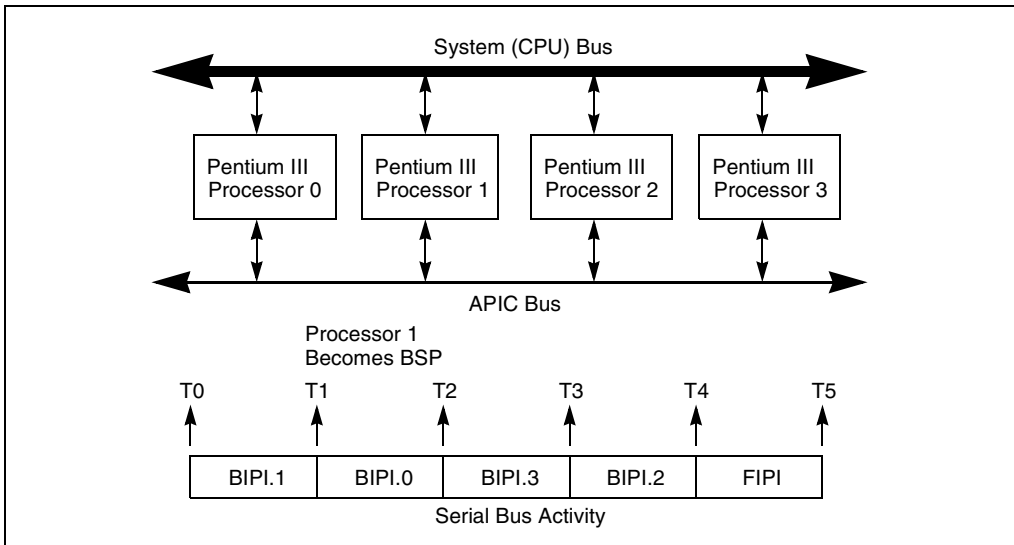 System (CPU) Bus
Pentium III
Processor 0
Pentium III
Processor 1
Pentium III
Processor 2
Pentium III
Processor 3
APIC Bus
Processor 1
Becomes BSP
T0 T1 T2 T3 T4 T5
BIPI.1 BIPI.0 BIPI.3 BIPI.2 FIPI
Serial Bus Activity